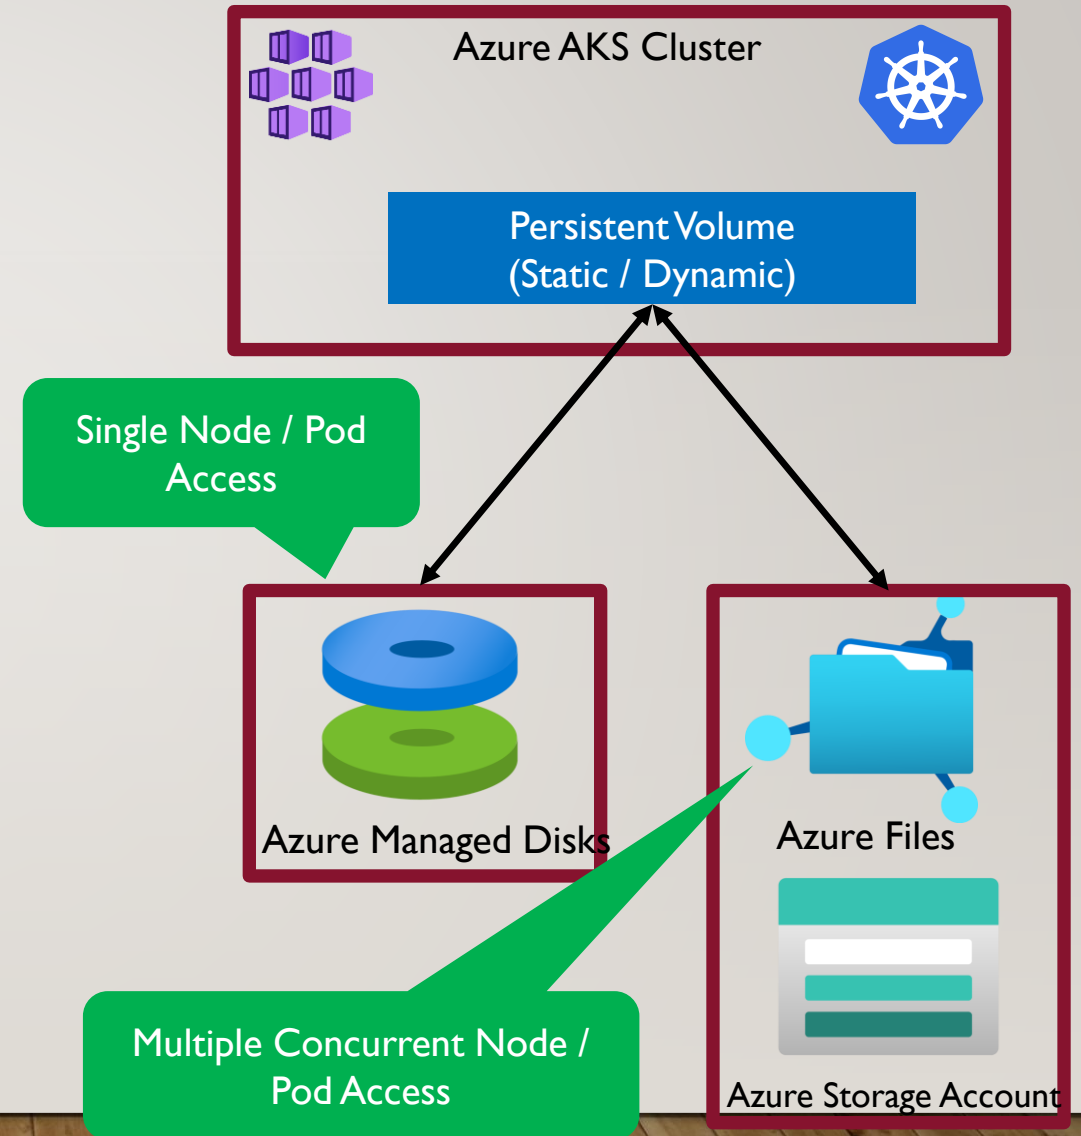 Azure AKS Cluster
Persistent Volume
(Static / Dynamic)
Single Node / Pod
Access
Azure Managed Disks
Azure Files
Multiple Concurrent Node /
Pod Access
Azure Storage Account